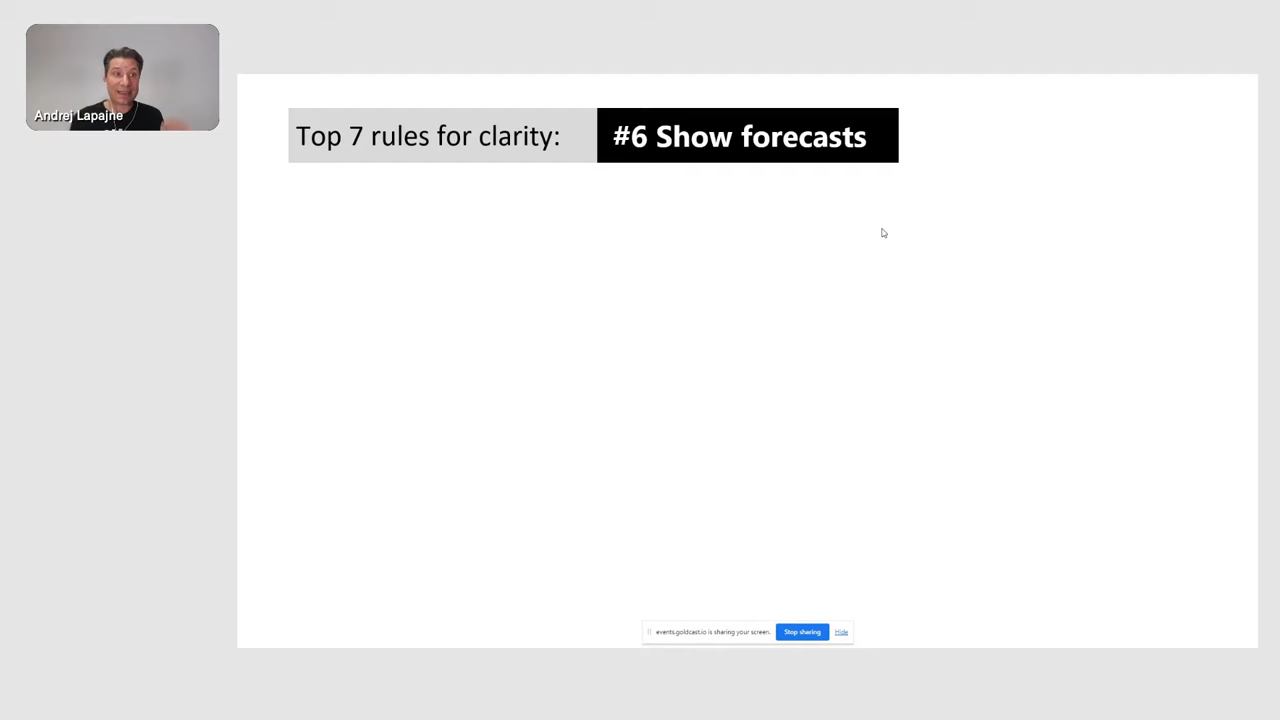 Andrej Lapajne
Top 7 rules for clarity: #6 Show forecasts
events.goldcast.io is sharing your screen. Stop sharing Hide